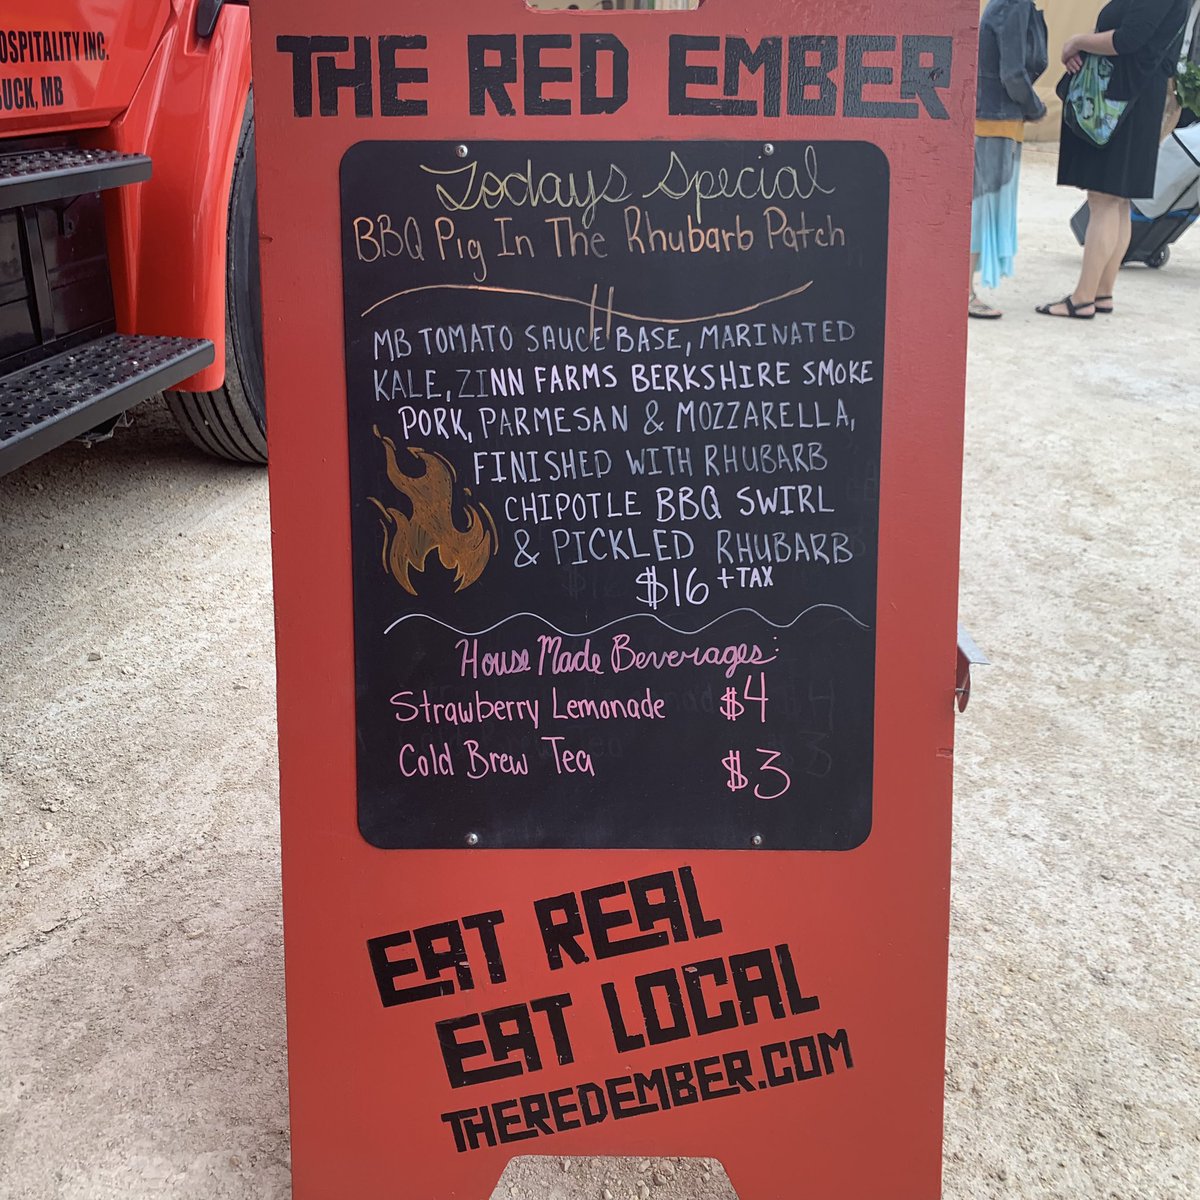 OSPITALITY INC.
BUCK, MB
THE RED EMBER
Todays Special
BBQ Pig In The Rhubarb Patch
MB TOMATO SAUCE BASE, MARINATED
KALE, ZINN FARMS BERKSHIRE SMOKE
PORK, PARMESAN & MOZZARELLA,
FINISHED WITH RHUBARB
CHIPOTLE BBQ SWIRL
& PICKLED RHUBARB
$16 + TAX
House Made Beverages:
Strawberry Lemonade $4
Cold Brew Tea $3
EAT REAL
EAT LOCAL
THEREDEMBER.COM